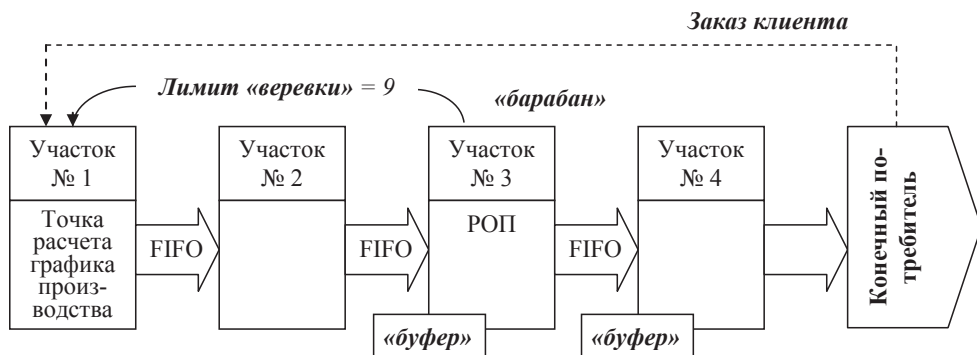 Заказ клиента
Лимит «веревки» = 9
«барабан»
Участок
№ 1
Точка
расчета
графика
произ-
водства
FIFO
Участок
№ 2
FIFO
Участок
№ 3
РОП
«буфер»
FIFO
Участок
№ 4
«буфер»
Конечный по-
требитель